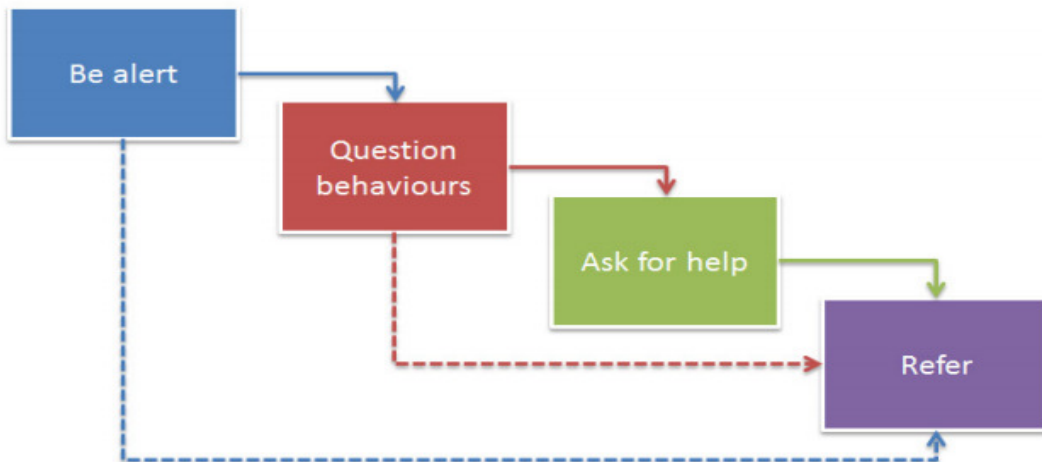 Be alert
Question
behaviours
Ask for help
Refer